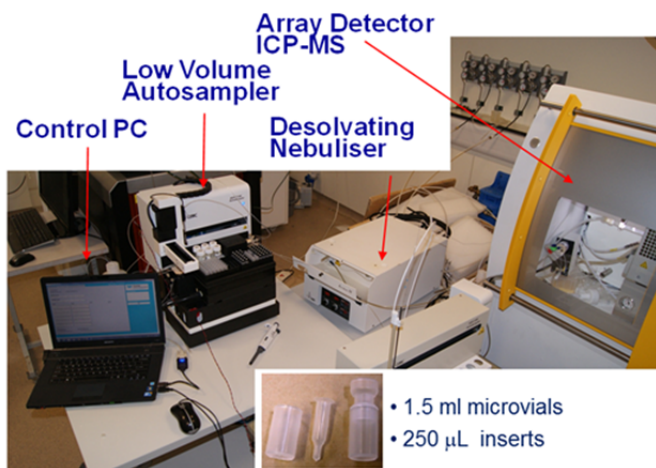 Array Detector
ICP-MS
Low Volume
Autosampler
Control PC
Desolvating
Nebuliser
• 1.5 ml microvials
• 250 μL inserts